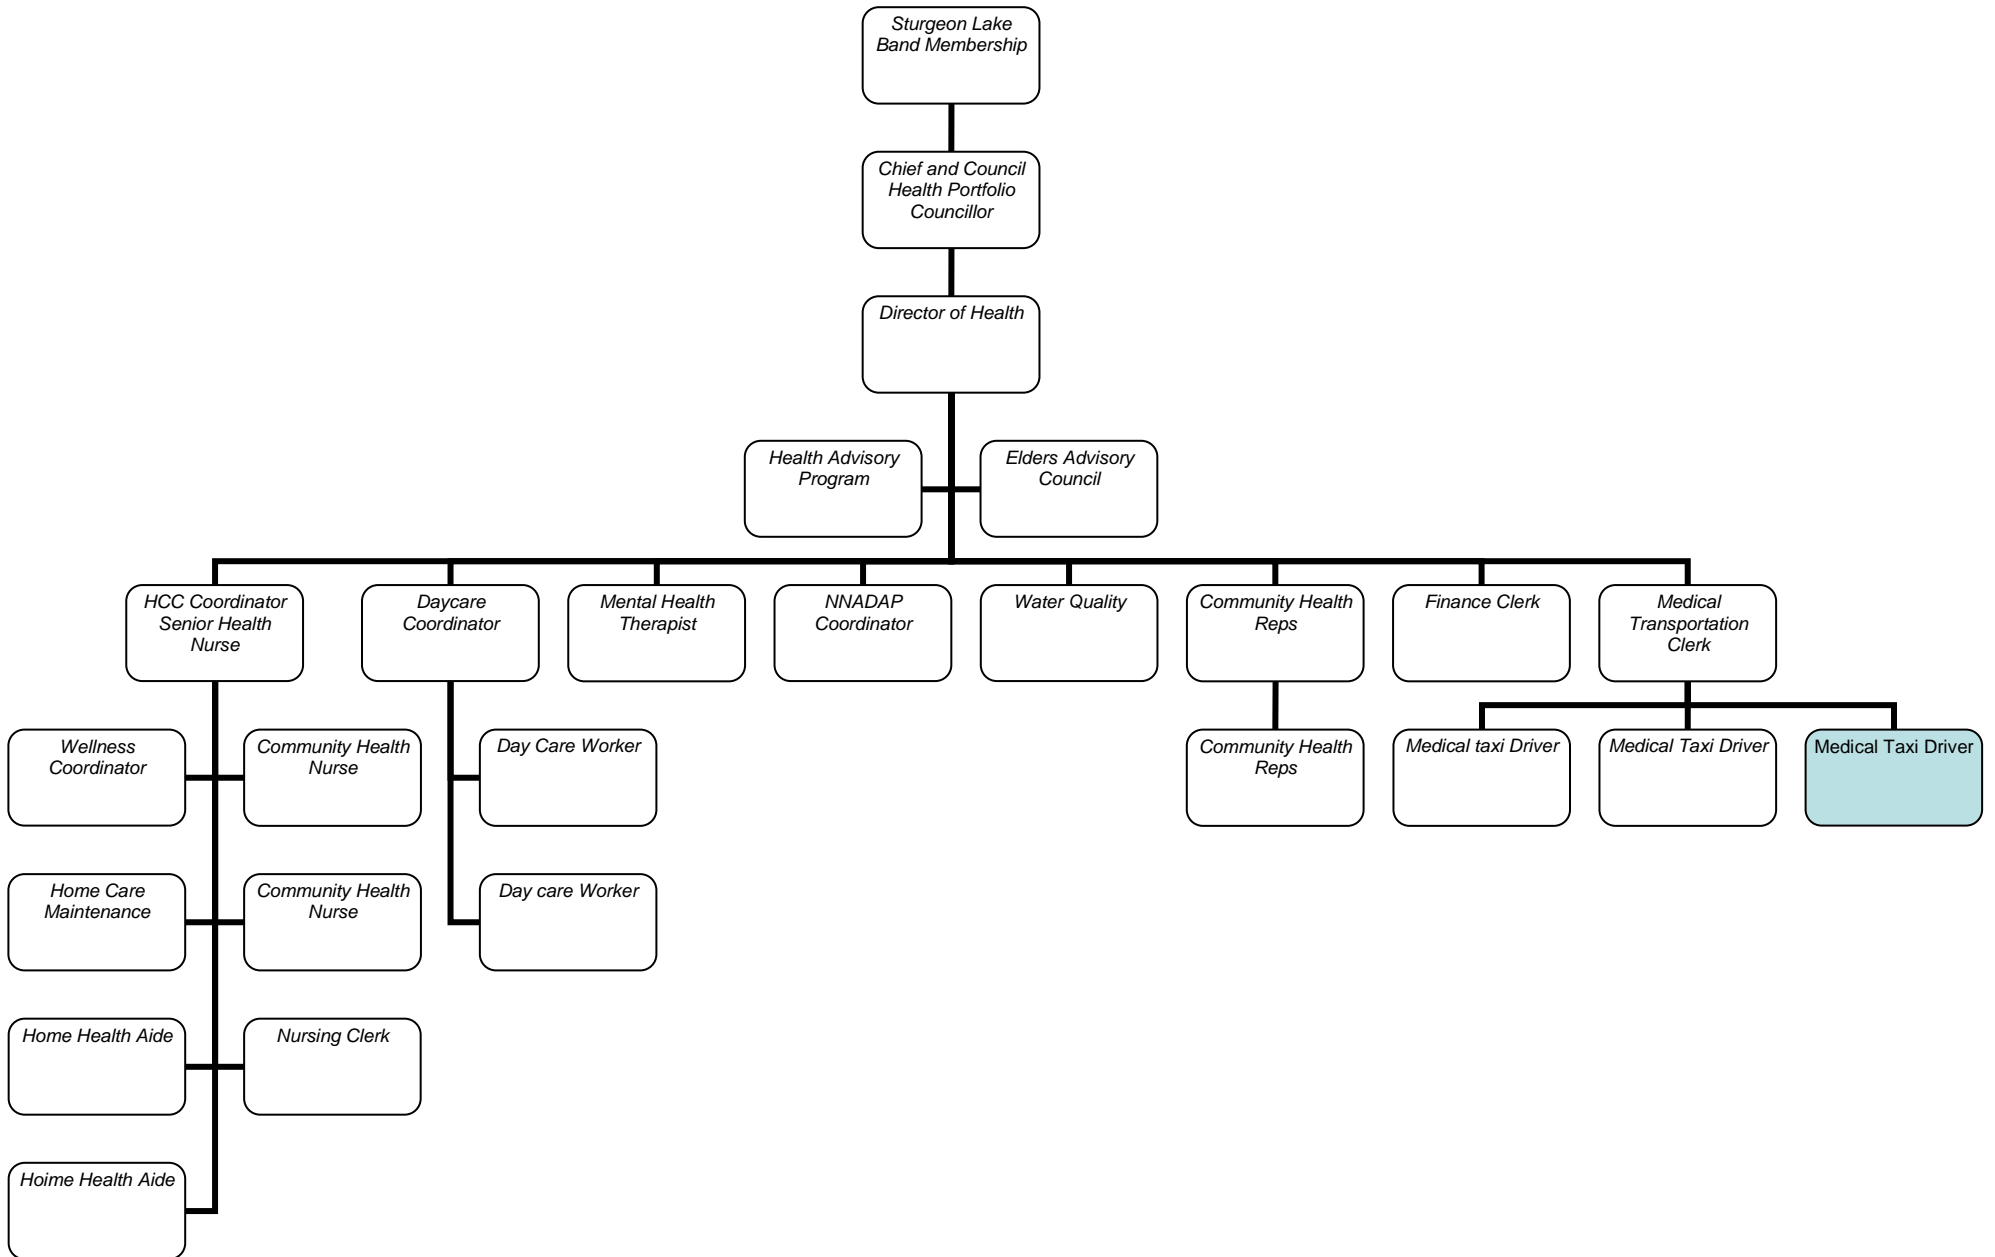 Sturgeon Lake
Band Membership
Chief and Council
Health Portfolio
Councillor
Director of Health
Health Advisory
Program
Elders Advisory
Council
HCC Coordinator
Senior Health
Nurse
Daycare
Coordinator
Mental Health
Therapist
NNADAP
Coordinator
Water Quality
Community Health
Reps
Finance Clerk
Medical
Transportation
Clerk
Wellness
Coordinator
Community Health
Nurse
Day Care Worker
Community Health
Reps
Medical taxi Driver
Medical Taxi Driver
Medical Taxi Driver
Home Care
Maintenance
Community Health
Nurse
Day care Worker
Home Health Aide
Nursing Clerk
Hoime Health Aide